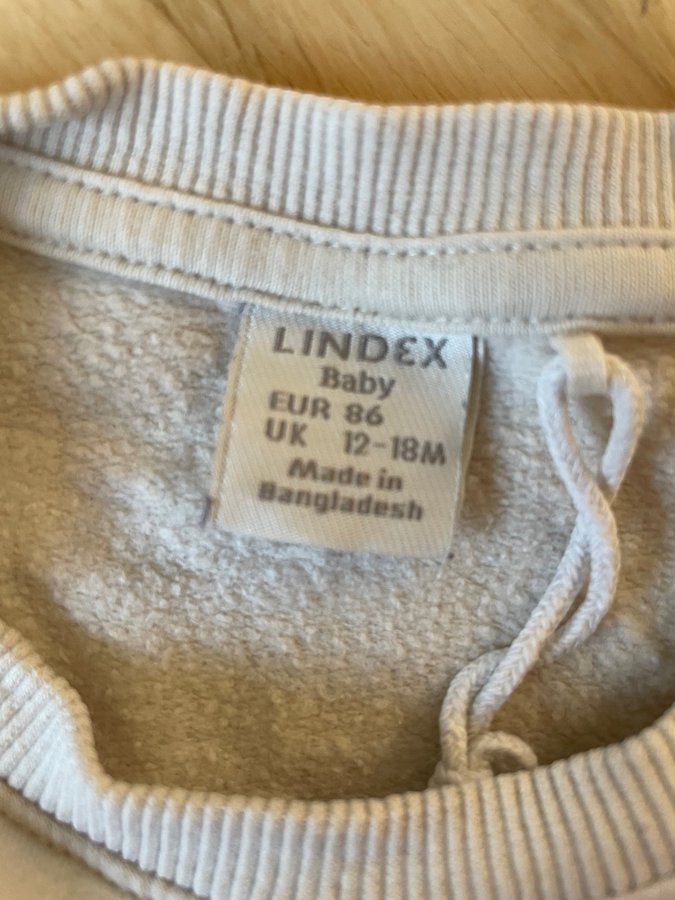 LINDEX
Baby
EUR 86
UK 12-18M
Made in
Bangladesh